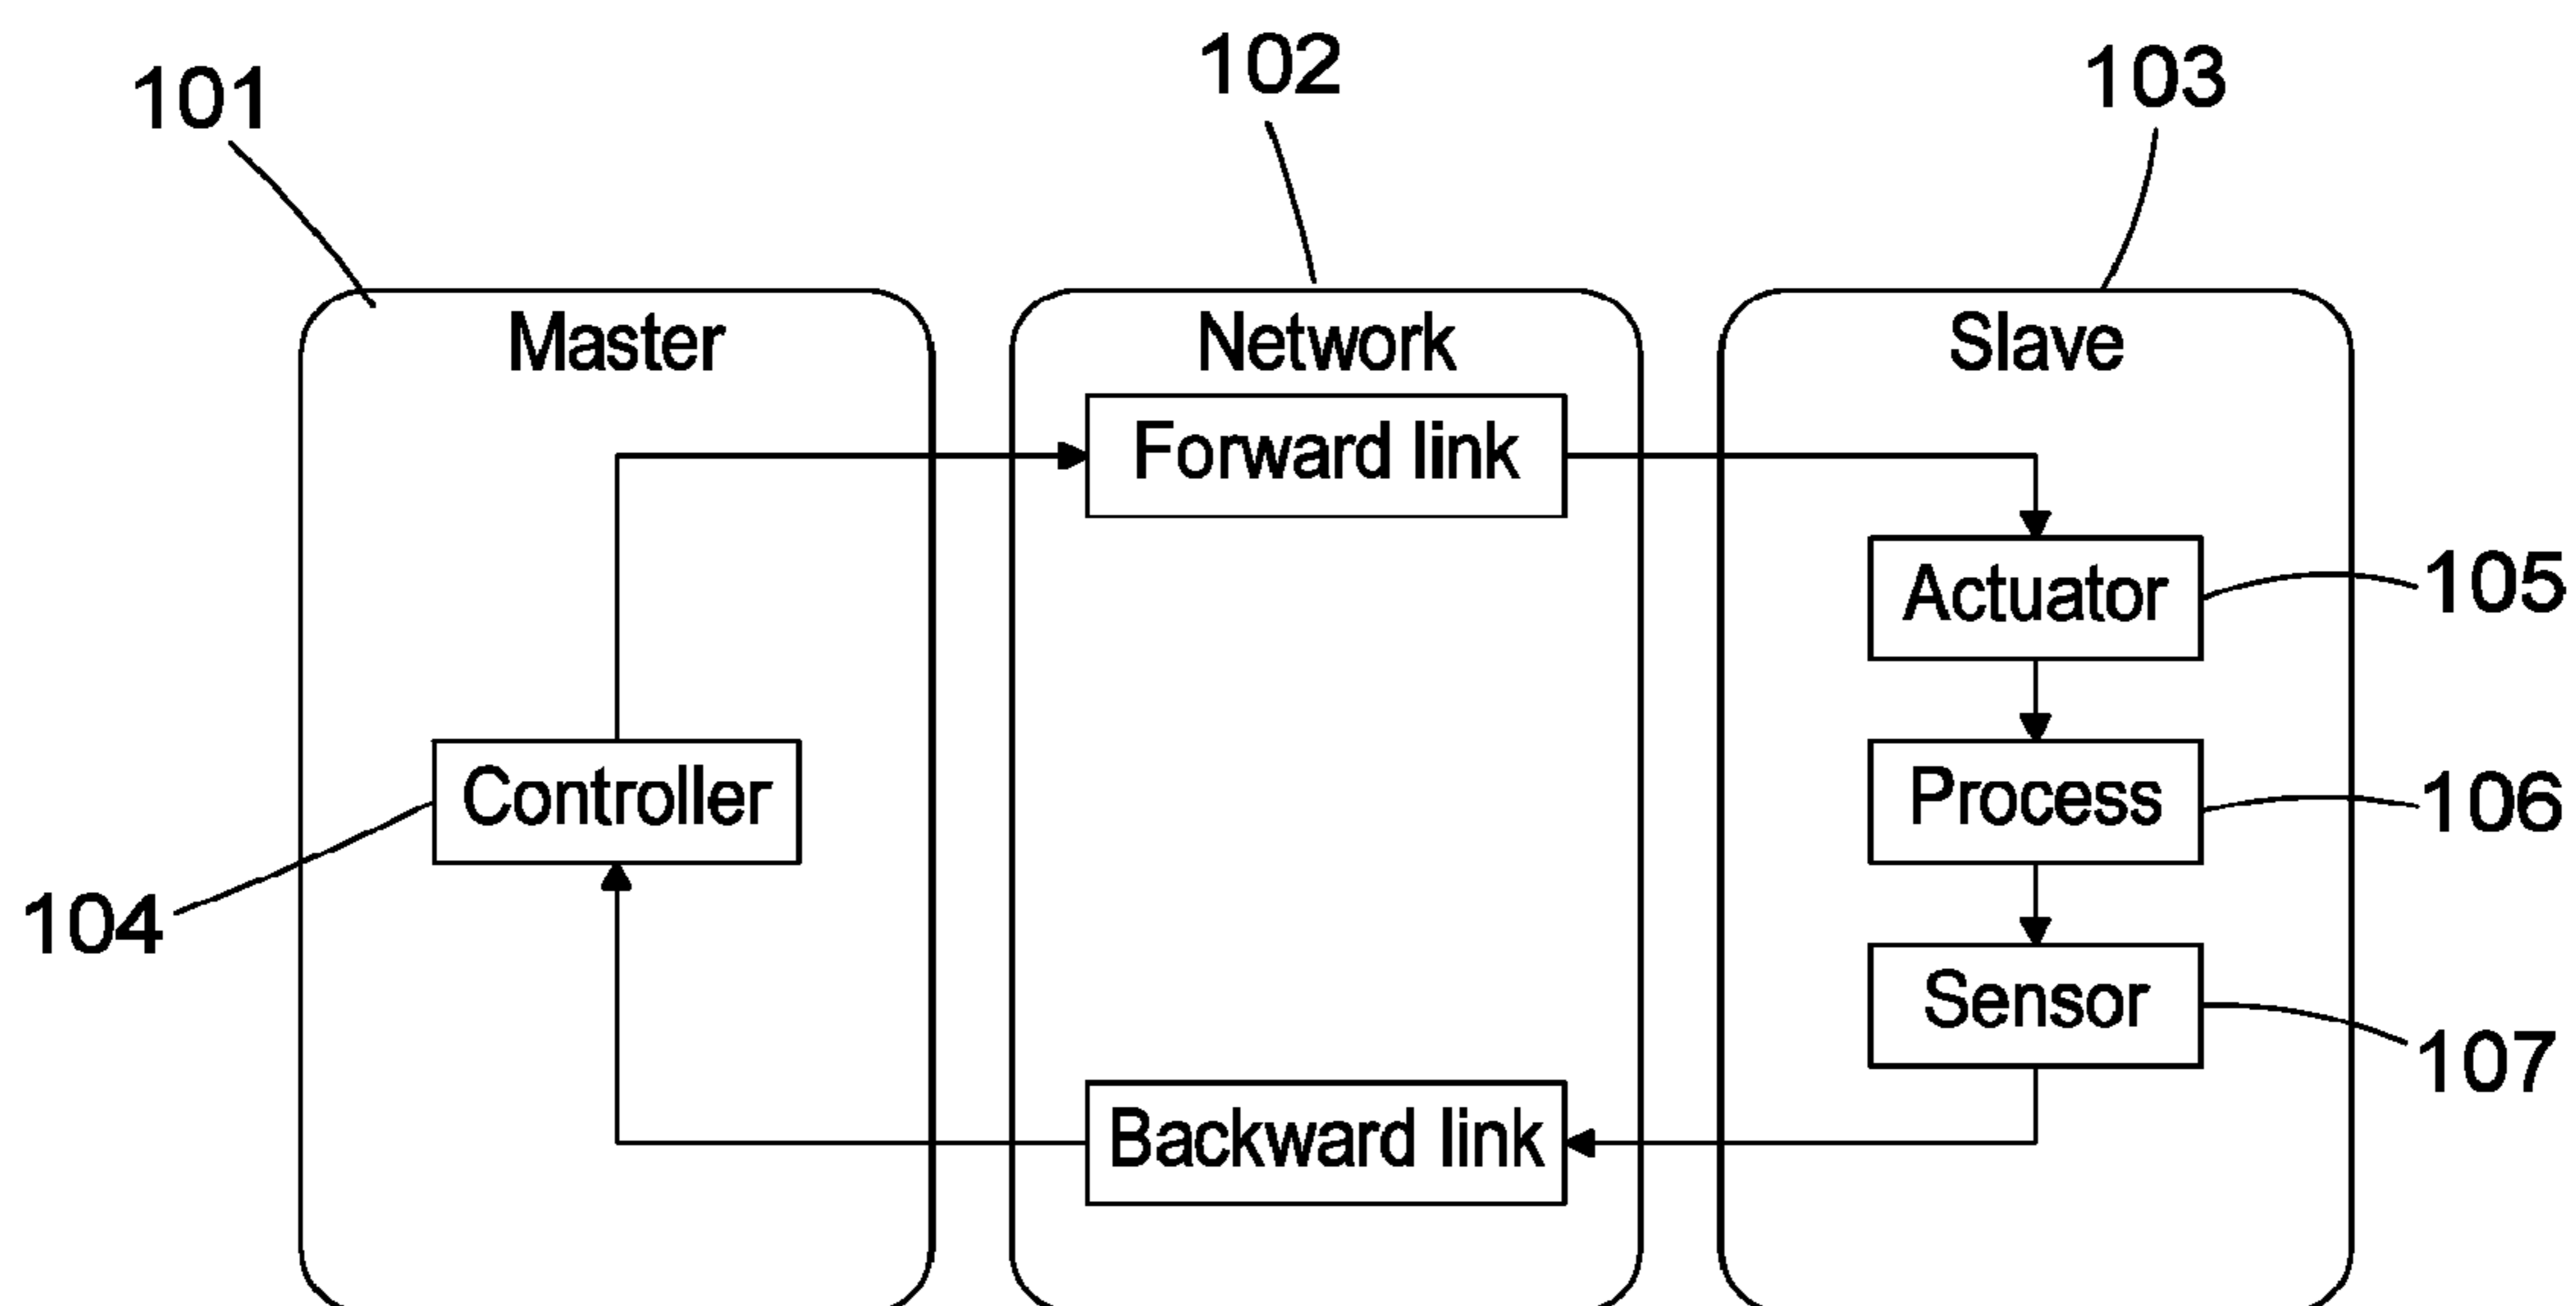 101
102
103
Master
Network
Slave
Forward link
Actuator
105
Controller
Process
106
104
Sensor
107
Backward link